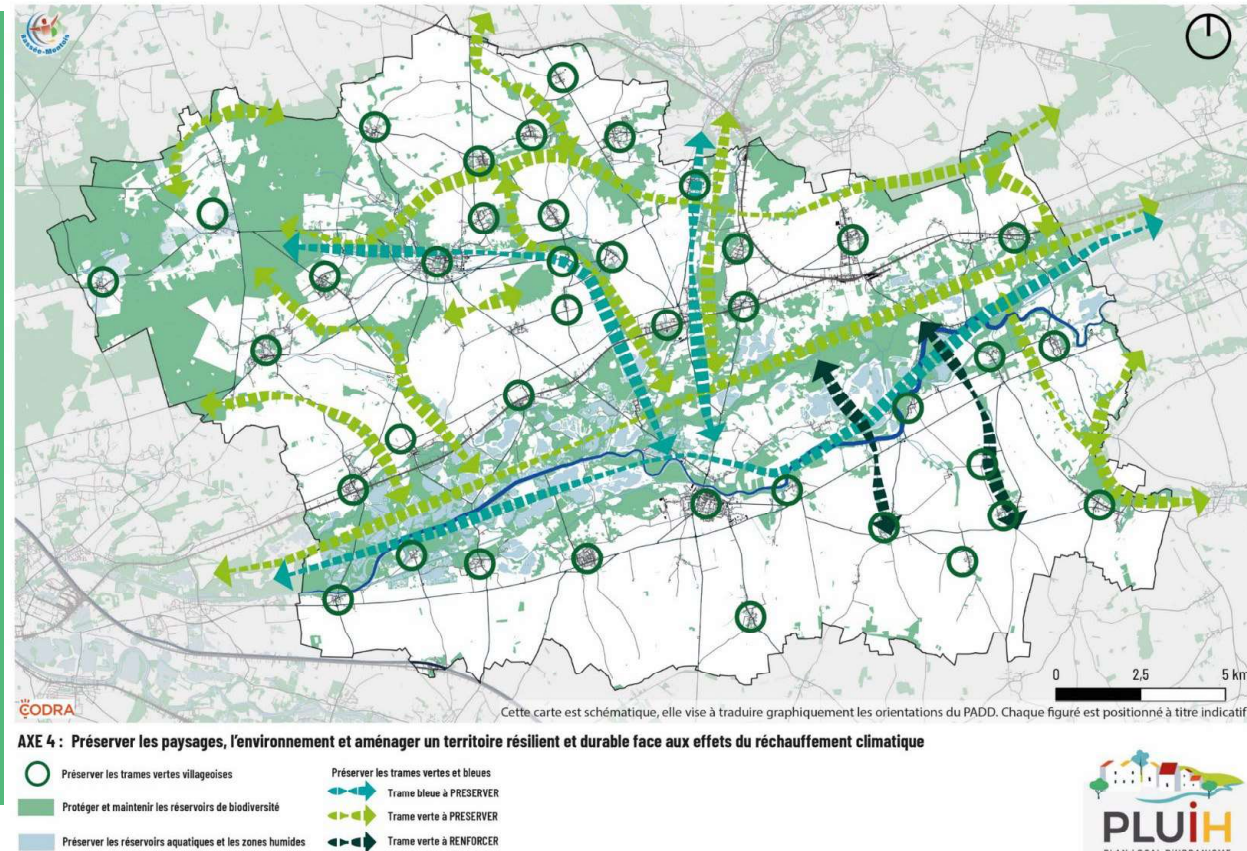 Bassée-Montois
0 2,5 5 km
CODRA
Cette carte est schématique, elle vise à traduire graphiquement les orientations du PADD. Chaque figuré est positionné à titre indicatif
AXE 4 : Préserver les paysages, l'environnement et aménager un territoire résilient et durable face aux effets du réchauffement climatique
Préserver les trames vertes villageoises
Protéger et maintenir les réservoirs de biodiversité
Préserver les réservoirs aquatiques et les zones humides
Préserver les trames vertes et bleues
Trame bleue à PRESERVER
Trame verte à PRESERVER
Trame verte à RENFORCER
PLUiH